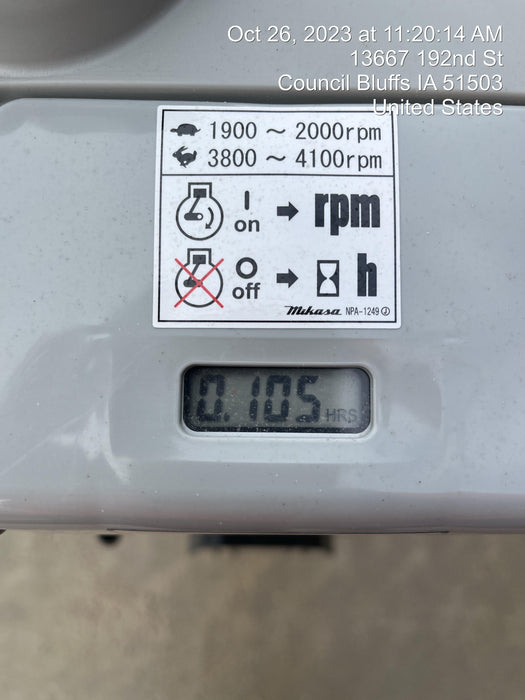 Oct 26, 2023 at 11:20:14 AM
13667 192nd St
Council Bluffs IA 51503
United States
1900 ~ 2000rpm
3800 ~ 4100rpm
I on → rpm
O off → h
Mikasa NPA-1249 J
0.105 HRS